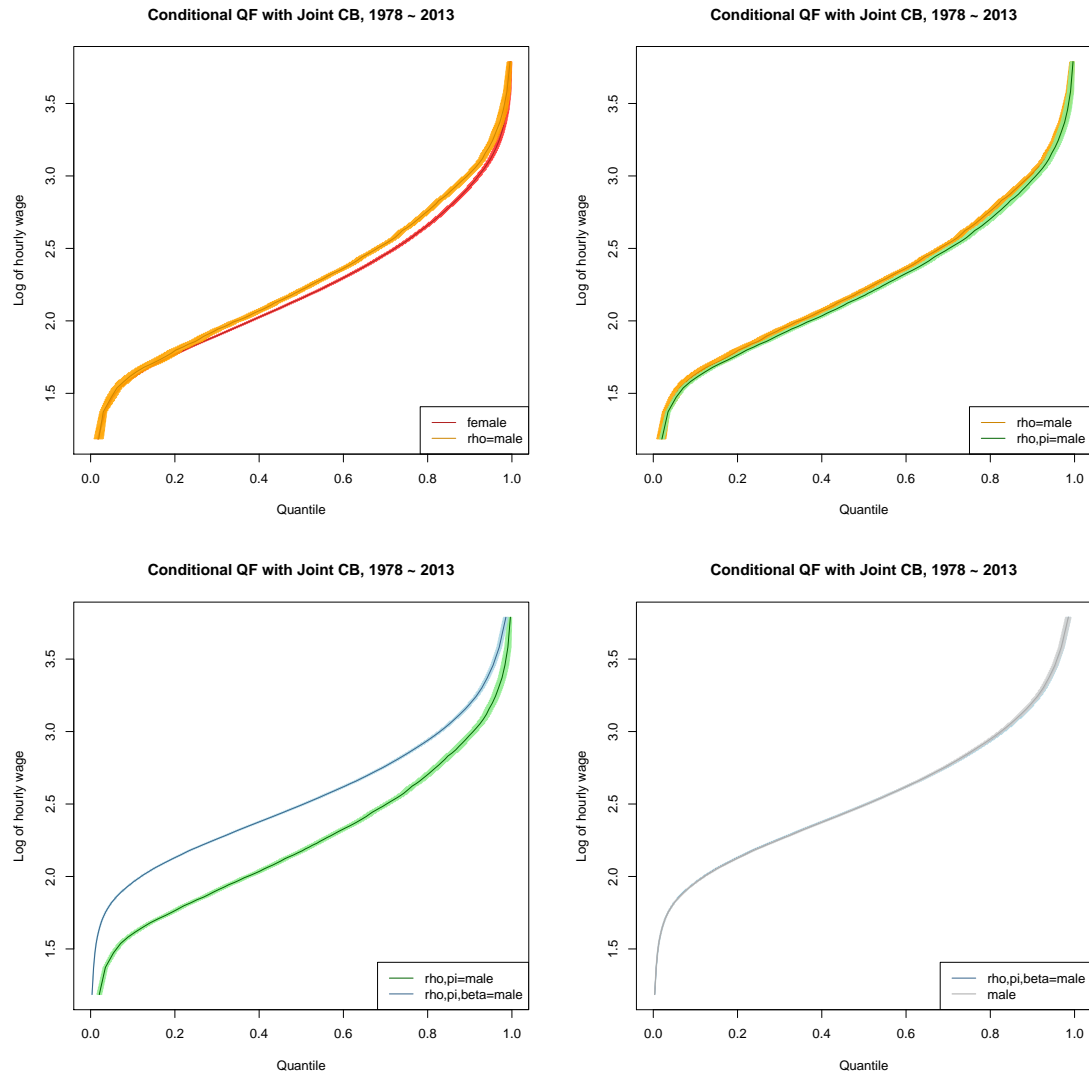 Conditional QF with Joint CB, 1978 ~ 2013
Log of hourly wage
3.5
3.0
2.5
2.0
1.5
female
rho=male
0.0 0.2 0.4 0.6 0.8 1.0
Quantile
Conditional QF with Joint CB, 1978 ~ 2013
Log of hourly wage
3.5
3.0
2.5
2.0
1.5
rho=male
rho,pi=male
0.0 0.2 0.4 0.6 0.8 1.0
Quantile
Conditional QF with Joint CB, 1978 ~ 2013
Log of hourly wage
3.5
3.0
2.5
2.0
1.5
rho,pi=male
rho,pi,beta=male
0.0 0.2 0.4 0.6 0.8 1.0
Quantile
Conditional QF with Joint CB, 1978 ~ 2013
Log of hourly wage
3.5
3.0
2.5
2.0
1.5
rho,pi,beta=male
male
0.0 0.2 0.4 0.6 0.8 1.0
Quantile